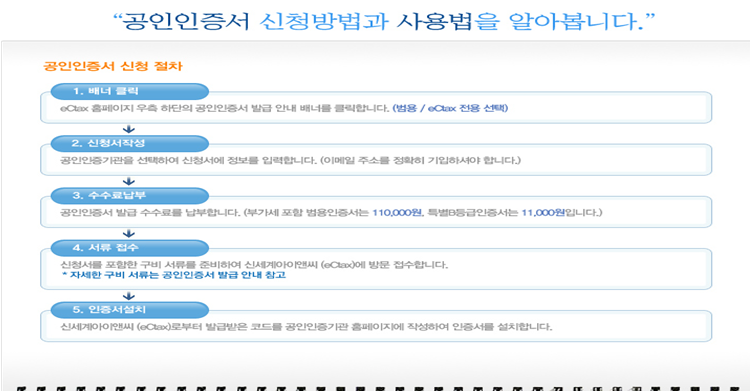 “공인인증서 신청방법과 사용법을 알아봅니다.”
공인인증서 신청 절차
1. 배너 클릭
eCtax 홈페이지 우측 하단의 공인인증서 발급 안내 배너를 클릭합니다. (범용 / eCtax 전용 선택)
2. 신청서작성
공인인증기관을 선택하여 신청서에 정보를 입력합니다. (이메일 주소를 정확히 기입하셔야 합니다.)
3. 수수료납부
공인인증서 발급 수수료를 납부합니다. (부가세 포함 범용인증서는 110,000원, 특별B등급인증서는 11,000원입니다.)
4. 서류 접수
신청서를 포함한 구비 서류를 준비하여 신세계아이앤씨 (eCtax)에 방문 접수합니다.
* 자세한 구비 서류는 공인인증서 발급 안내 참고
5. 인증서설치
신세계아이앤씨 (eCtax)로부터 발급받은 코드를 공인인증기관 홈페이지에 작성하여 인증서를 설치합니다.